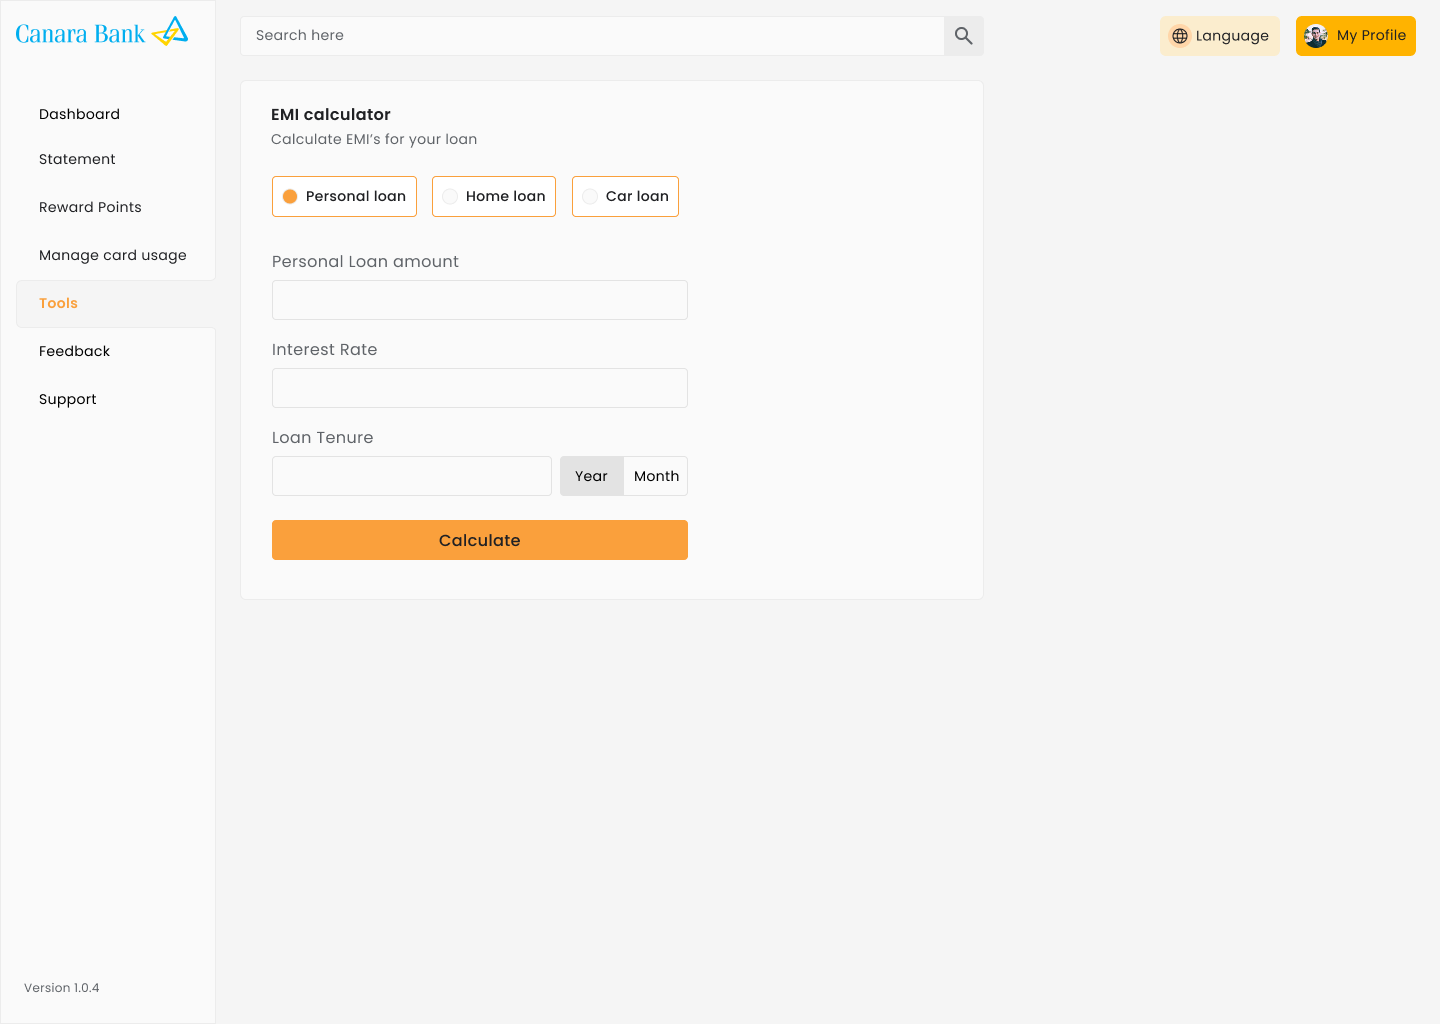 Canara Bank
Search here
Language
My Profile
Dashboard
Statement
Reward Points
Manage card usage
Tools
Feedback
Support
Version 1.0.4
EMI calculator
Calculate EMI’s for your loan
Personal loan
Home loan
Car loan
Personal Loan amount
Interest Rate
Loan Tenure
Year
Month
Calculate